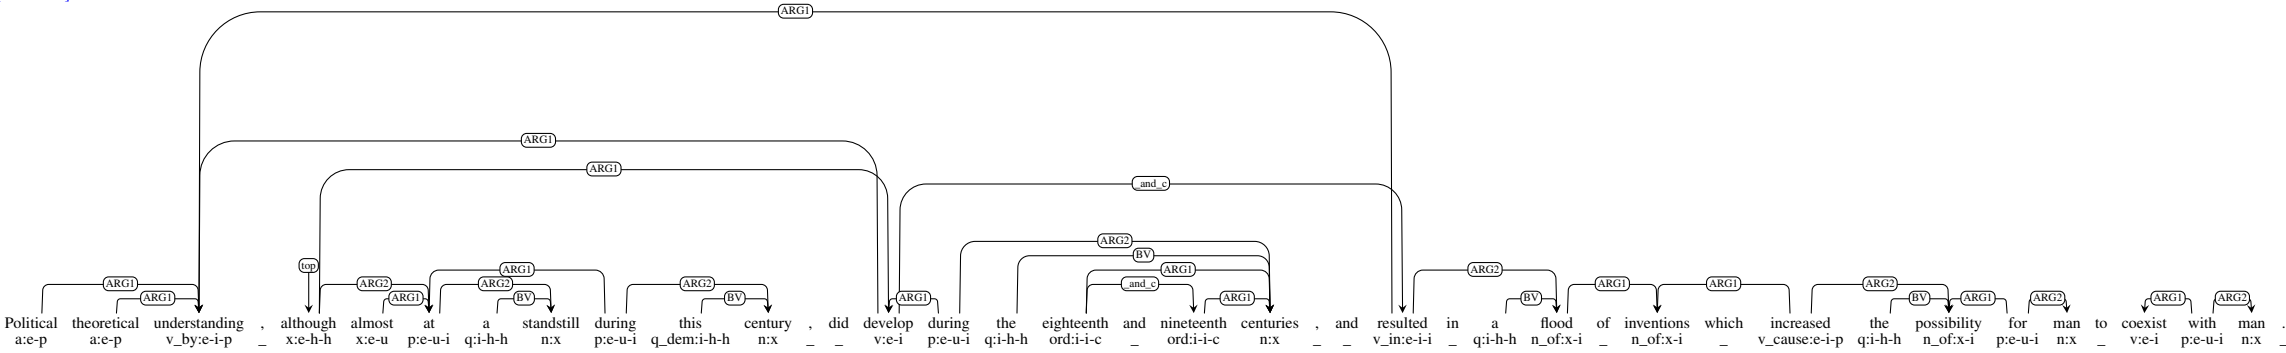 ARG1
ARG1
ARG1
_and_c
ARG2
BV
top ARG1 ARG1 ARG2
ARG1 ARG2 ARG2 ARG2 _and_c ARG1 ARG1 ARG2
ARG1 ARG1 BV BV ARG1 ARG1 BV BV ARG1 ARG2 ARG1 ARG2
Political theoretical understanding , although almost at a standstill during this century , did develop during the eighteenth and nineteenth centuries , and resulted in a flood of inventions which increased the possibility for man to coexist with man .
a:e-p a:e-p v_by:e-i-p _ x:e-h-h x:e-u p:e-u-i q:i-h-h n:x p:e-u-i q_dem:i-h-h n:x _ _ v:e-i p:e-u-i q:i-h-h ord:i-i-c _ ord:i-i-c n:x _ _ v_in:e-i-i _ q:i-h-h n_of:x-i _ n_of:x-i _ v_cause:e-i-p q:i-h-h n_of:x-i p:e-u-i n:x _ v:e-i p:e-u-i n:x _